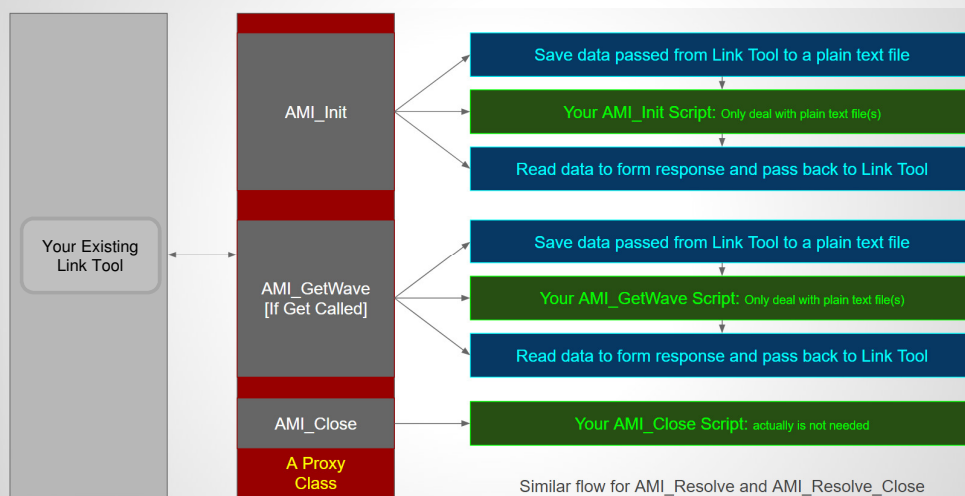 Your Existing
Link Tool
AMI_Init
Save data passed from Link Tool to a plain text file
Your AMI_Init Script: Only deal with plain text file(s)
Read data to form response and pass back to Link Tool
AMI_GetWave
[If Get Called]
Save data passed from Link Tool to a plain text file
Your AMI_GetWave Script: Only deal with plain text file(s)
Read data to form response and pass back to Link Tool
AMI_Close
Your AMI_Close Script: actually is not needed
A Proxy
Class
Similar flow for AMI_Resolve and AMI_Resolve_Close